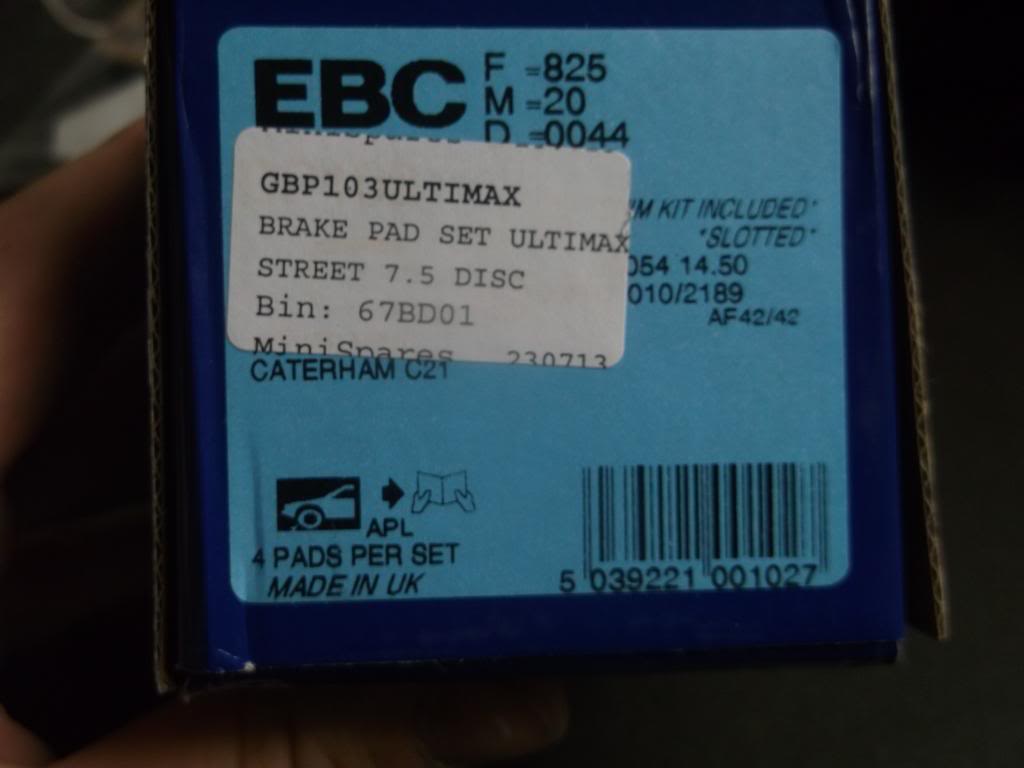 EBC
F =825
M =20
D =0044
GBP103ULTIMAX
BRAKE PAD SET ULTIMAX
STREET 7.5 DISC
Bin: 67BD01
MiniSpares 230713
IM KIT INCLUDED*
*SLOTTED*
054 14.50
010/2189
AF42/42
CATERHAM C21
APL
4 PADS PER SET
MADE IN UK
5 039221 001027